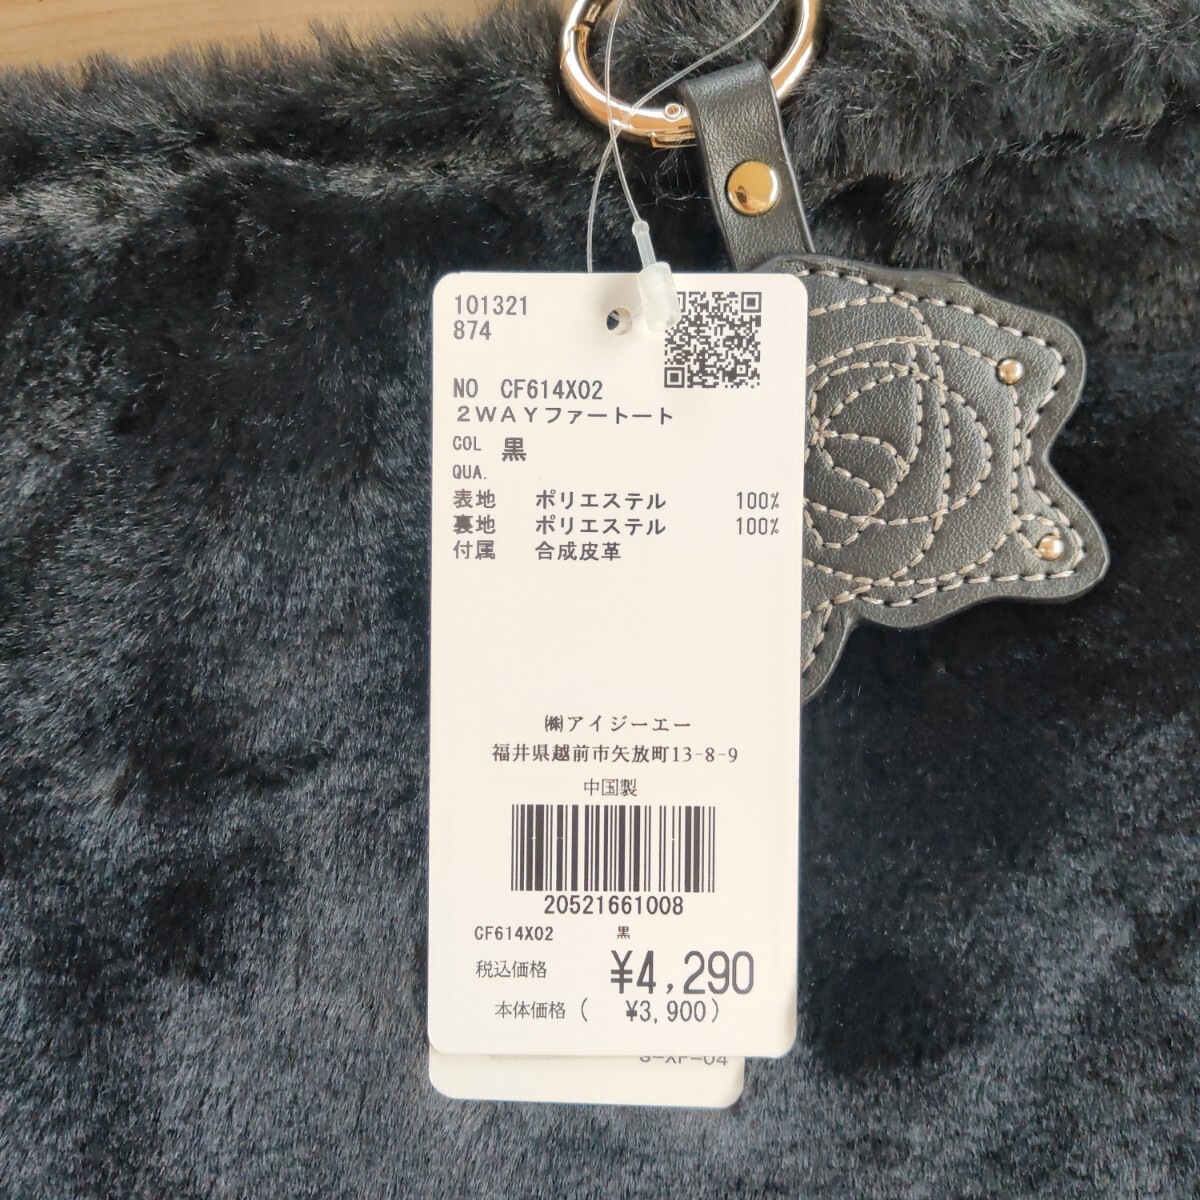 101321
874
NO CF614X02
2WAYファートート
COL 黒
QUA.
表地 ポリエステル 100%
裏地 ポリエステル 100%
付属 合成皮革
㈱アイジーエー
福井県越前市矢放町13-8-9
中国製
20521661008
CF614X02 黒
税込価格 ¥4,290
本体価格( ¥3,900)